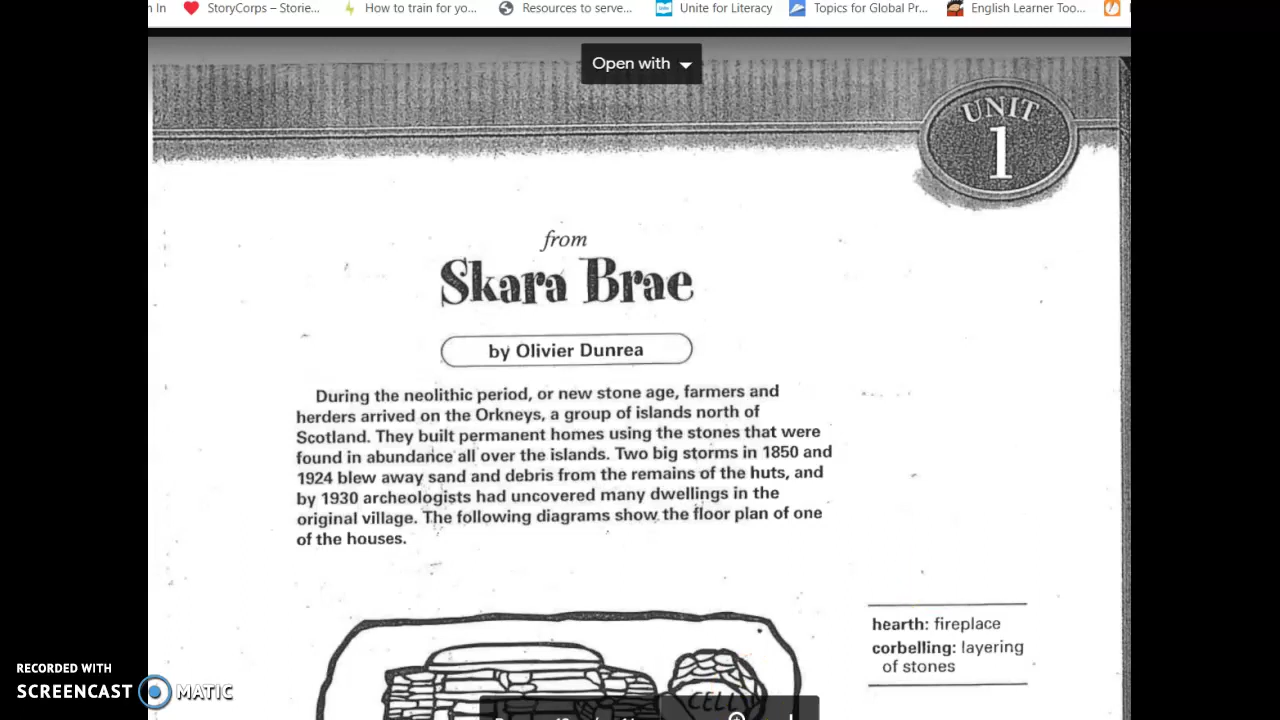 n In
StoryCorps – Storie...
How to train for yo...
Resources to serve...
Unite for Literacy
Topics for Global Pr...
English Learner Too...
Open with
UNIT
1
from
Skara Brae
by Olivier Dunrea
During the neolithic period, or new stone age, farmers and
herders arrived on the Orkneys, a group of islands north of
Scotland. They built permanent homes using the stones that were
found in abundance all over the islands. Two big storms in 1850 and
1924 blew away sand and debris from the remains of the huts, and
by 1930 archeologists had uncovered many dwellings in the
original village. The following diagrams show the floor plan of one
of the houses.
hearth: fireplace
corbelling: layering
of stones
CELL
RECORDED WITH
SCREENCAST MATIC